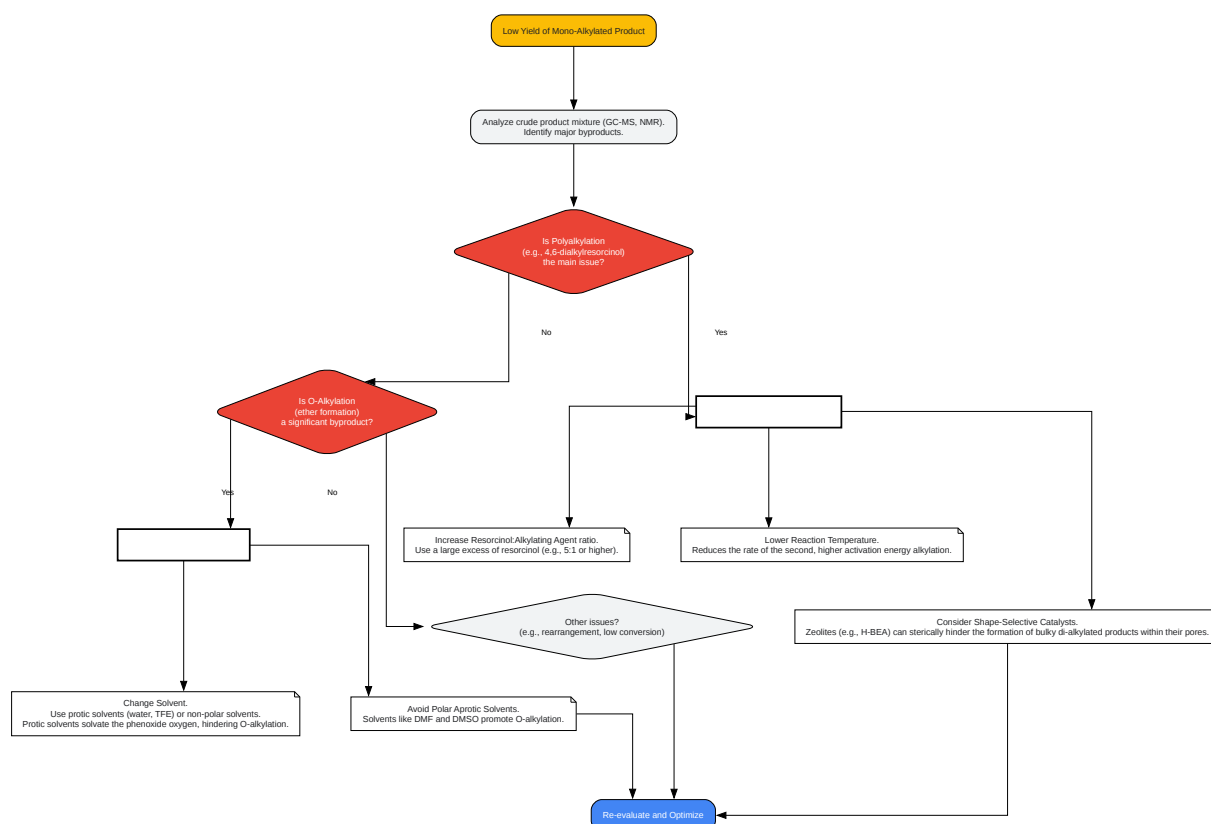 Low Yield of Mono-Alkylated Product
Analyze crude product mixture (GC-MS, NMR).
Identify major byproducts.
Is Polyalkylation
(e.g., 4,6-dialkylresorcinol)
the main issue?
No
Yes
Is O-Alkylation
(ether formation)
a significant byproduct?
Yes
No
Increase Resorcinol:Alkylating Agent ratio.
Use a large excess of resorcinol (e.g., 5:1 or higher).
Lower Reaction Temperature.
Reduces the rate of the second, higher activation energy alkylation.
Other issues?
(e.g., rearrangement, low conversion)
Consider Shape-Selective Catalysts.
Zeolites (e.g., H-BEA) can sterically hinder the formation of bulky di-alkylated products within their pores.
Change Solvent.
Use protic solvents (water, TFE) or non-polar solvents.
Protic solvents solvate the phenoxide oxygen, hindering O-alkylation.
Avoid Polar Aprotic Solvents.
Solvents like DMF and DMSO promote O-alkylation.
Re-evaluate and Optimize